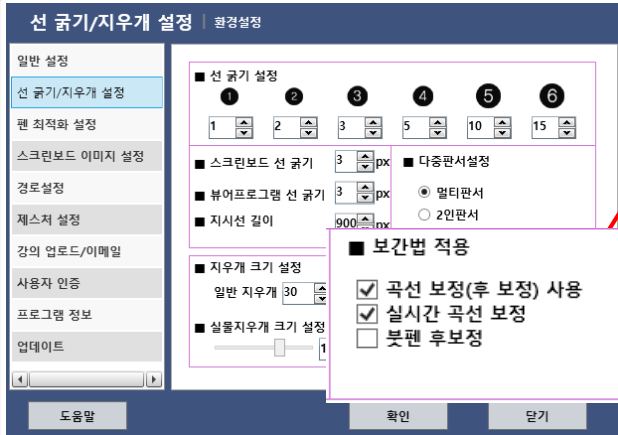 선 굵기/지우개 설정 환경설정
일반 설정
선 굵기/지우개 설정
펜 최적화 설정
스크린보드 이미지 설정
경로설정
제스처 설정
강의 업로드/이메일
사용자 인증
프로그램 정보
업데이트
■ 선 굵기 설정
1 2 3 4 5 6
1 2 3 5 10 15
■ 스크린보드 선 굵기 3 px
■ 뷰어프로그램 선 굵기 3 px
■ 지시선 길이 900 px
■ 다중판서설정
멀티판서
2인판서
■ 지우개 크기 설정
일반 지우개 30
■ 실물지우개 크기 설정
■ 보간법 적용
곡선 보정(후 보정) 사용
실시간 곡선 보정
붓펜 후보정
도움말 확인 닫기